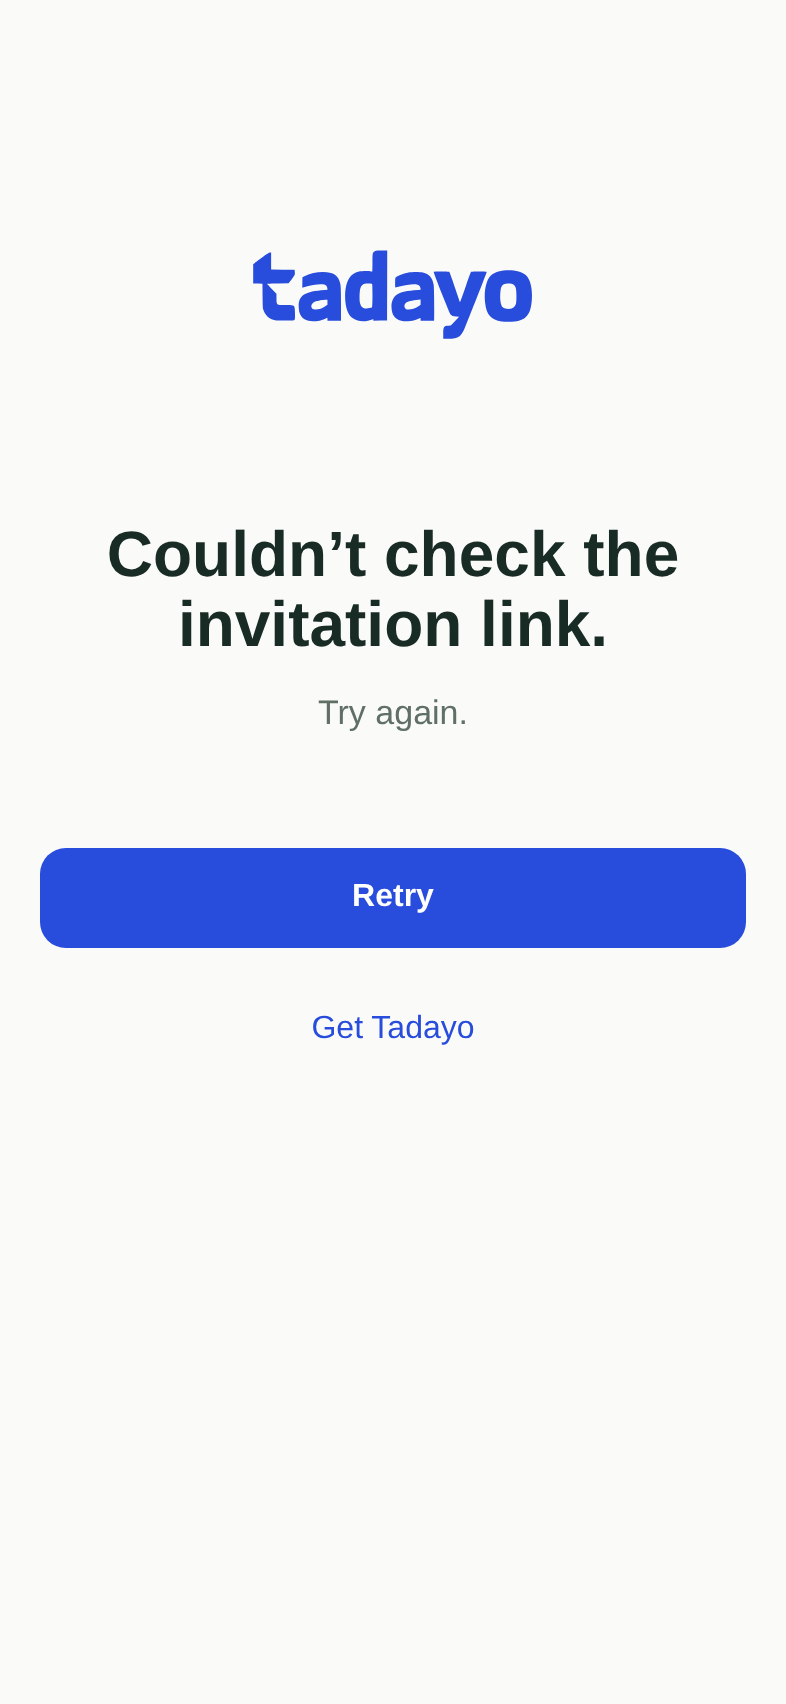 tadayo
Couldn’t check the
invitation link.
Try again.
Retry
Get Tadayo